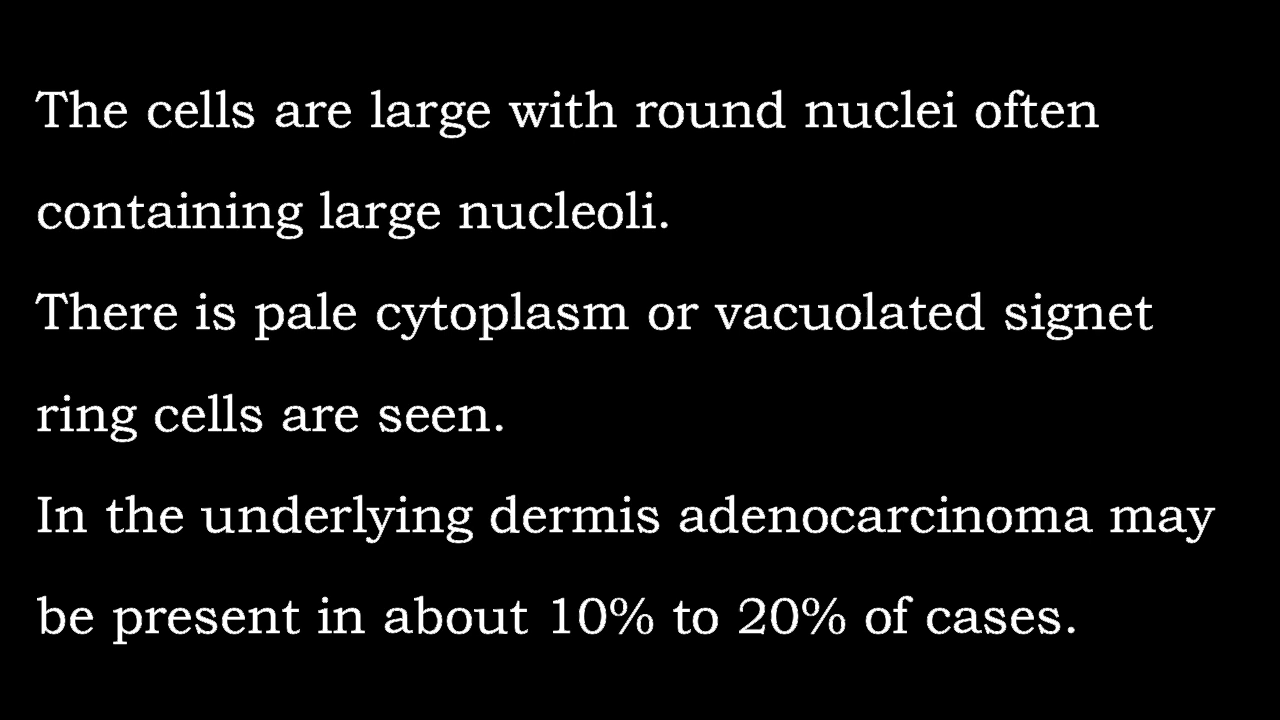 The cells are large with round nuclei often
containing large nucleoli.
There is pale cytoplasm or vacuolated signet
ring cells are seen.
In the underlying dermis adenocarcinoma may
be present in about 10% to 20% of cases.